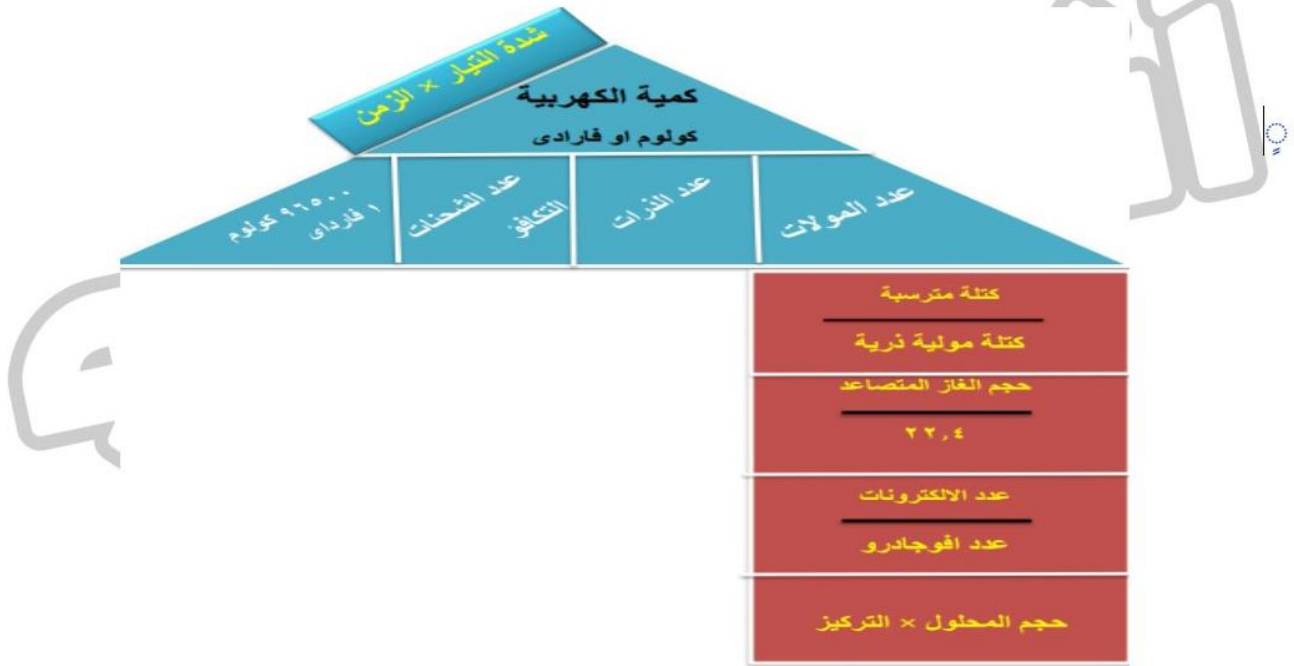 شدة التيار × الزمن
كمية الكهربية
كولوم او فارادى
عدد المولات
عدد الذرات
عدد الشحنات
التكافؤ
٩٦٥٠٠ كولوم
١ فارداى
كتلة مترسبة
كتلة مولية ذرية
حجم الغاز المتصاعد
٢٢,٤
عدد الالكترونات
عدد افوجادرو
حجم المحلول × التركيز